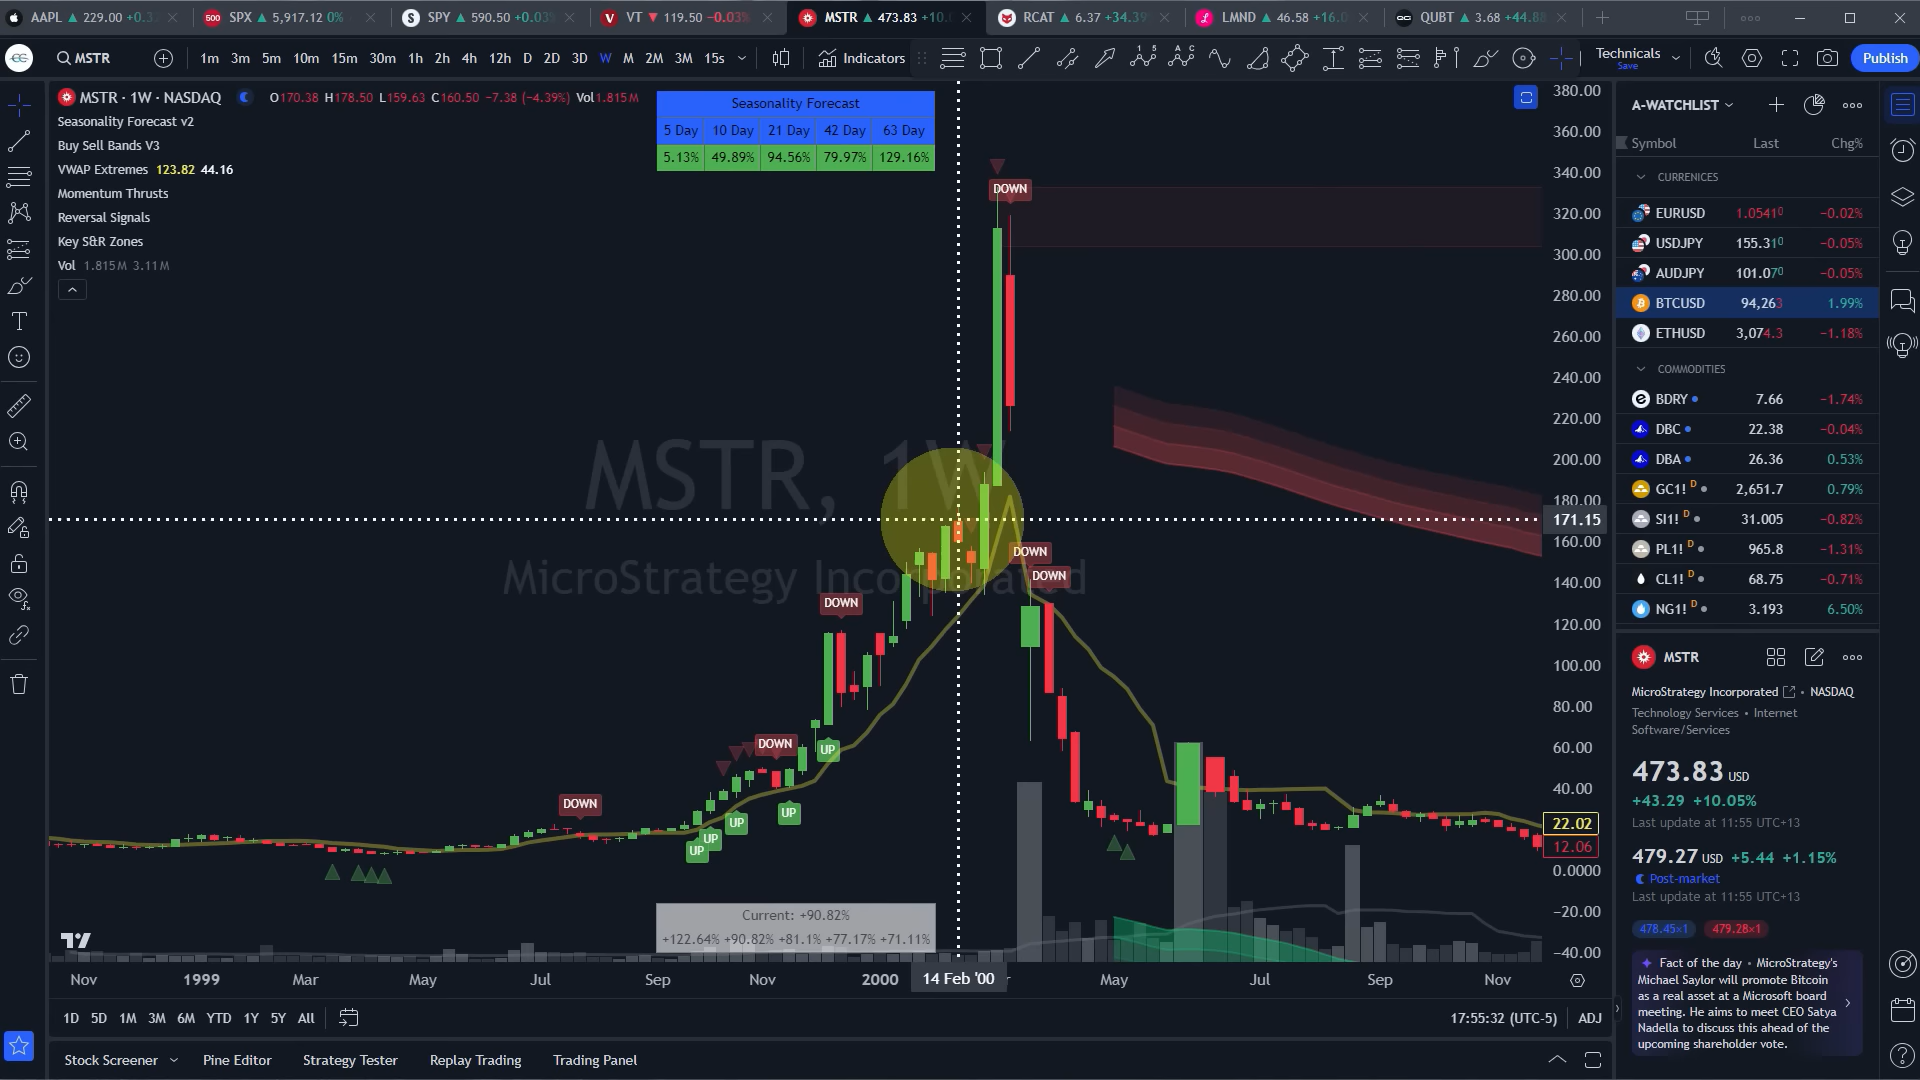 AAPL ▲ 229.00 +0.3
SPX ▲ 5,917.12 0%
SPY ▲ 590.50 +0.03%
VT ▼ 119.50 −0.03%
MSTR ▲ 473.83 +10.0
RCAT ▲ 6.37 +34.39
LMND ▲ 46.58 +16.0
QUBT ▲ 3.68 +44.88
MSTR
1m 3m 5m 10m 15m 30m 1h 2h 4h 12h D 2D 3D W M 2M 3M 15s
Indicators
Technicals
Save
Publish
MSTR · 1W · NASDAQ O170.38 H178.50 L159.63 C160.50 −7.38 (−4.39%) Vol1.815M
Seasonality Forecast v2
Buy Sell Bands V3
VWAP Extremes 123.82 44.16
Momentum Thrusts
Reversal Signals
Key S&R Zones
Vol 1.815M 3.11M
Seasonality Forecast
5 Day 10 Day 21 Day 42 Day 63 Day
5.13% 49.89% 94.56% 79.97% 129.16%
MSTR, 1W
MicroStrategy Incorporated
DOWN
DOWN
DOWN
DOWN
DOWN
DOWN
UP
UP
UP
UP
UP
Current: +90.82%
+122.64% +90.82% +81.1% +77.17% +71.11%
380.00
360.00
340.00
320.00
300.00
280.00
260.00
240.00
220.00
200.00
180.00
171.15
160.00
140.00
120.00
100.00
80.00
60.00
40.00
22.02
12.06
0.0000
−20.00
−40.00
Nov 1999 Mar May Jul Sep Nov 2000 14 Feb '00 May Jul Sep Nov
1D 5D 1M 3M 6M YTD 1Y 5Y All
17:55:32 (UTC-5) ADJ
Stock Screener Pine Editor Strategy Tester Replay Trading Trading Panel
A-WATCHLIST
Symbol Last Chg%
CURRENICES
EURUSD 1.05410 −0.02%
USDJPY 155.310 −0.05%
AUDJPY 101.070 −0.05%
BTCUSD 94,263 1.99%
ETHUSD 3,074.3 −1.18%
COMMODITIES
BDRY 7.66 −1.74%
DBC 22.38 −0.04%
DBA 26.36 0.53%
GC1! D 2,651.7 0.79%
SI1! D 31.005 −0.82%
PL1! D 965.8 −1.31%
CL1! D 68.75 −0.71%
NG1! D 3.193 6.50%
MSTR
MicroStrategy Incorporated • NASDAQ
Technology Services • Internet
Software/Services
473.83 USD
+43.29 +10.05%
Last update at 11:55 UTC+13
479.27 USD +5.44 +1.15%
Post-market
Last update at 11:55 UTC+13
478.45×1 479.28×1
Fact of the day • MicroStrategy's
Michael Saylor will promote Bitcoin
as a real asset at a Microsoft board
meeting. He aims to meet CEO Satya
Nadella to discuss this ahead of the
upcoming shareholder vote.